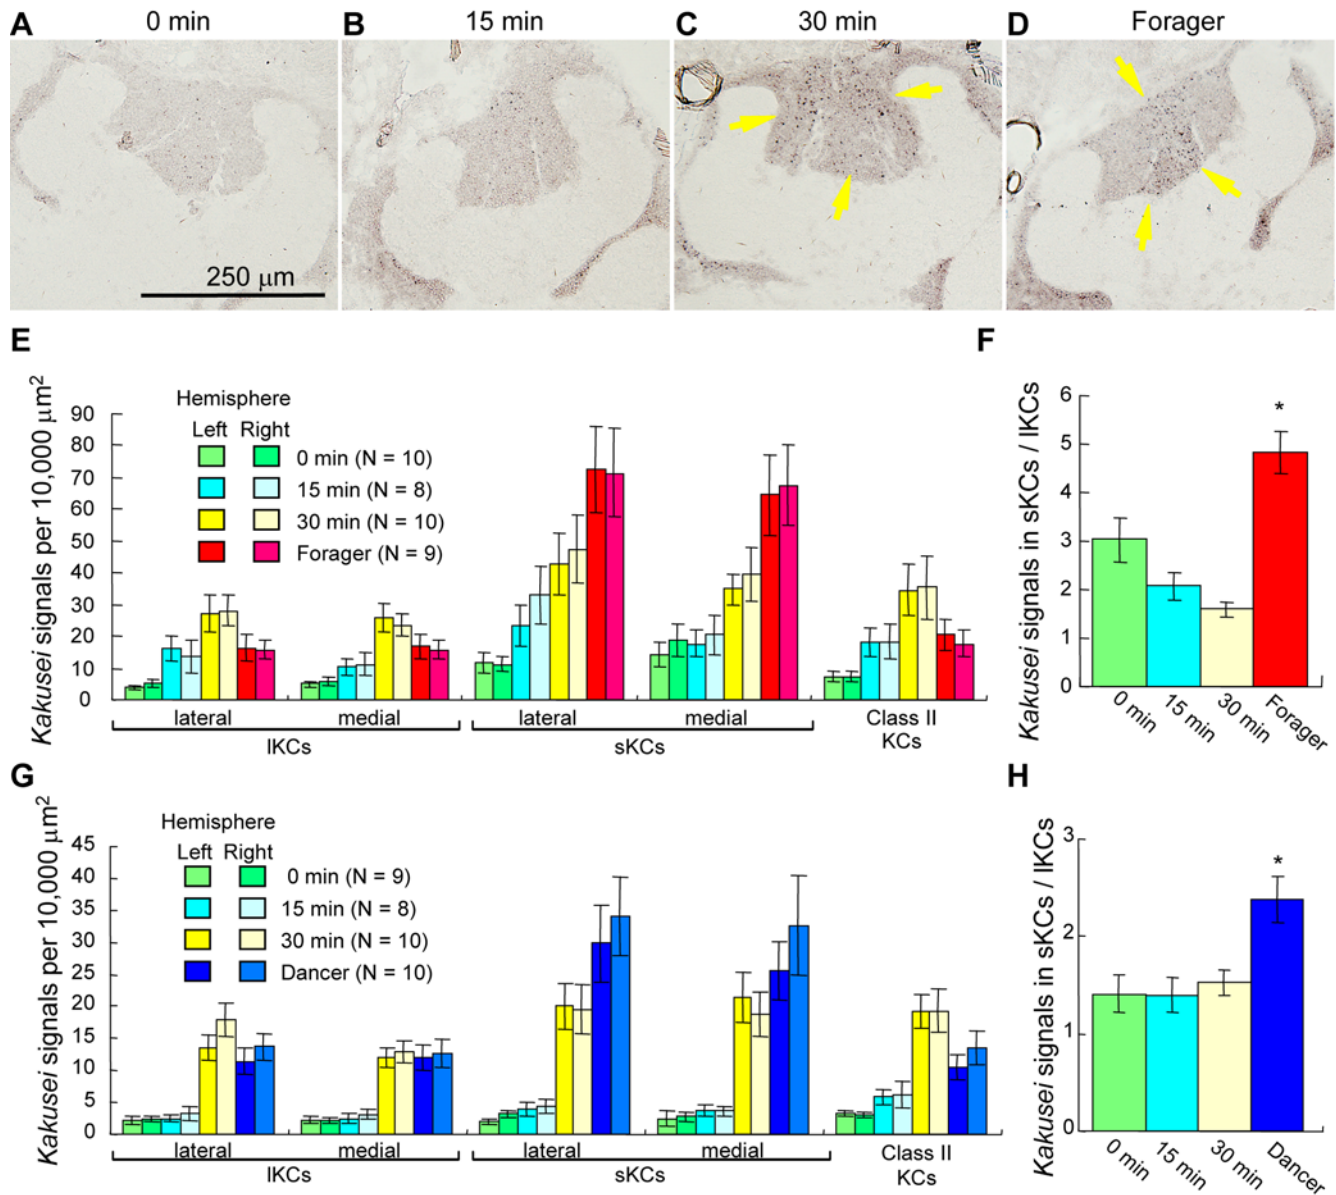 A 0 min B 15 min C 30 min D Forager
250 μm
E
Kakusei signals per 10,000 μm²
90
80
70
60
50
40
30
20
10
0
Hemisphere
Left Right
0 min (N = 10)
15 min (N = 8)
30 min (N = 10)
Forager (N = 9)
lateral medial lateral medial Class II
lKCs sKCs KCs
F
Kakusei signals in sKCs / lKCs
6
5
4
3
2
1
0
*
0 min 15 min 30 min Forager
G
Kakusei signals per 10,000 μm²
45
40
35
30
25
20
15
10
5
0
Hemisphere
Left Right
0 min (N = 9)
15 min (N = 8)
30 min (N = 10)
Dancer (N = 10)
lateral medial lateral medial Class II
lKCs sKCs KCs
H
Kakusei signals in sKCs / lKCs
3
2
1
0
*
0 min 15 min 30 min Dancer